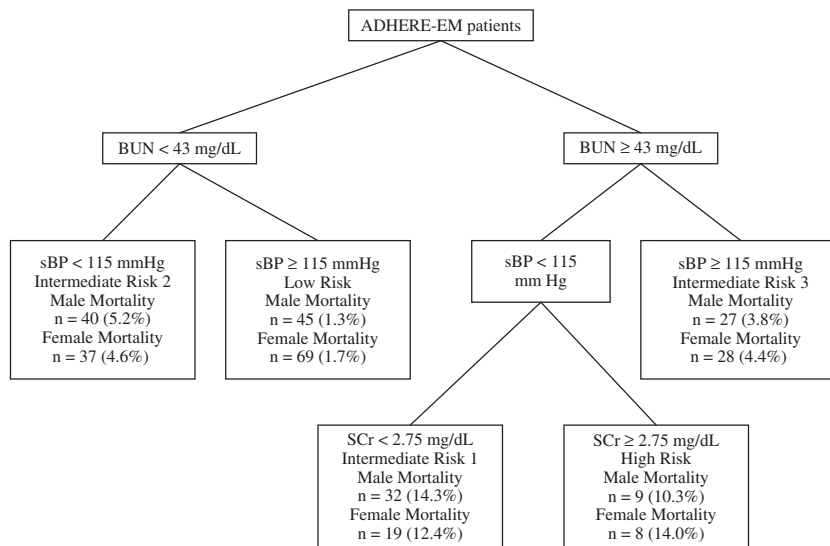 ADHERE-EM patients
BUN < 43 mg/dL
BUN ≥ 43 mg/dL
sBP < 115 mmHg
Intermediate Risk 2
Male Mortality
n = 40 (5.2%)
Female Mortality
n = 37 (4.6%)
sBP ≥ 115 mmHg
Low Risk
Male Mortality
n = 45 (1.3%)
Female Mortality
n = 69 (1.7%)
sBP < 115
mm Hg
sBP ≥ 115 mmHg
Intermediate Risk 3
Male Mortality
n = 27 (3.8%)
Female Mortality
n = 28 (4.4%)
SCr < 2.75 mg/dL
Intermediate Risk 1
Male Mortality
n = 32 (14.3%)
Female Mortality
n = 19 (12.4%)
SCr ≥ 2.75 mg/dL
High Risk
Male Mortality
n = 9 (10.3%)
Female Mortality
n = 8 (14.0%)